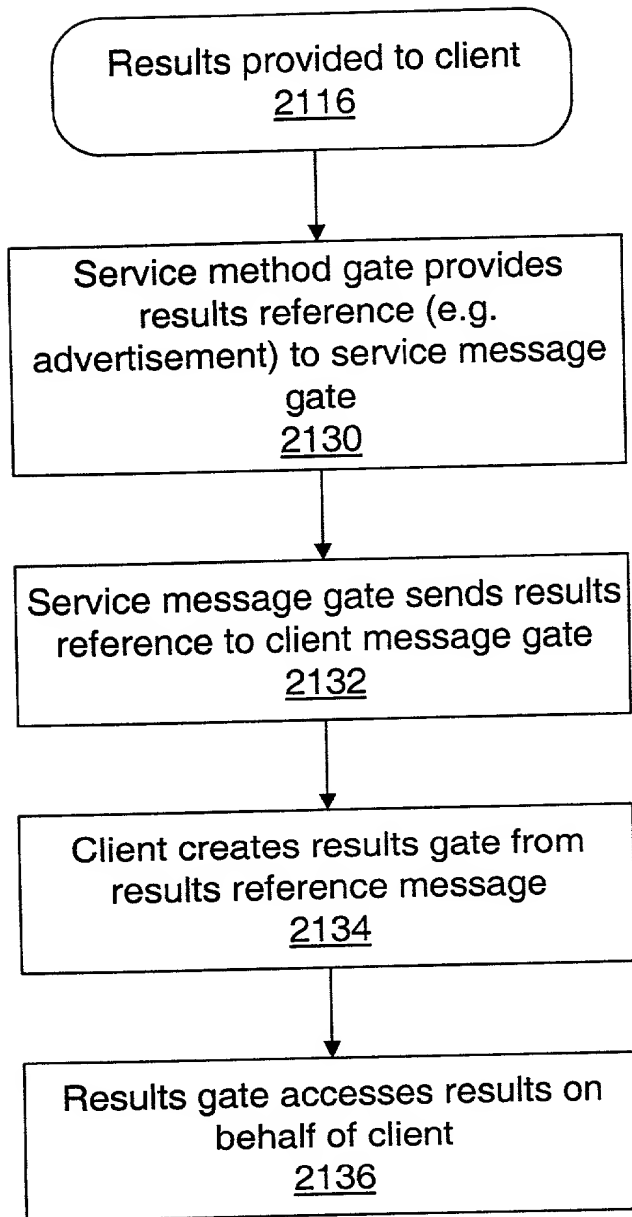 Results provided to client
2116
Service method gate provides
results reference (e.g.
advertisement) to service message
gate
2130
Service message gate sends results
reference to client message gate
2132
Client creates results gate from
results reference message
2134
Results gate accesses results on
behalf of client
2136